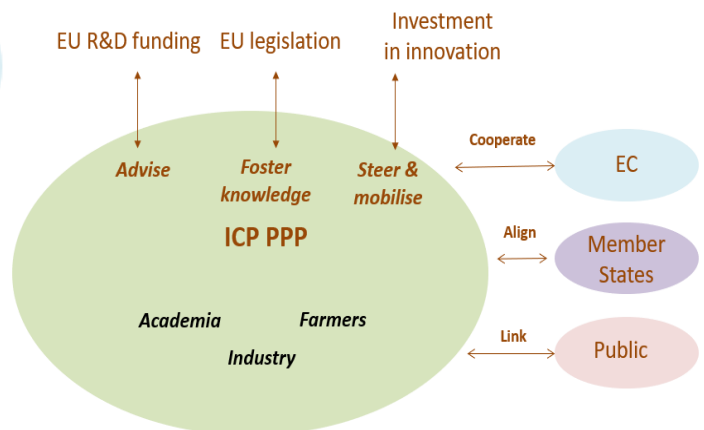 EU R&D funding
EU legislation
Investment
in innovation
Advise
Foster
knowledge
Steer &
mobilise
Cooperate
EC
ICP PPP
Align
Member
States
Academia
Farmers
Industry
Link
Public